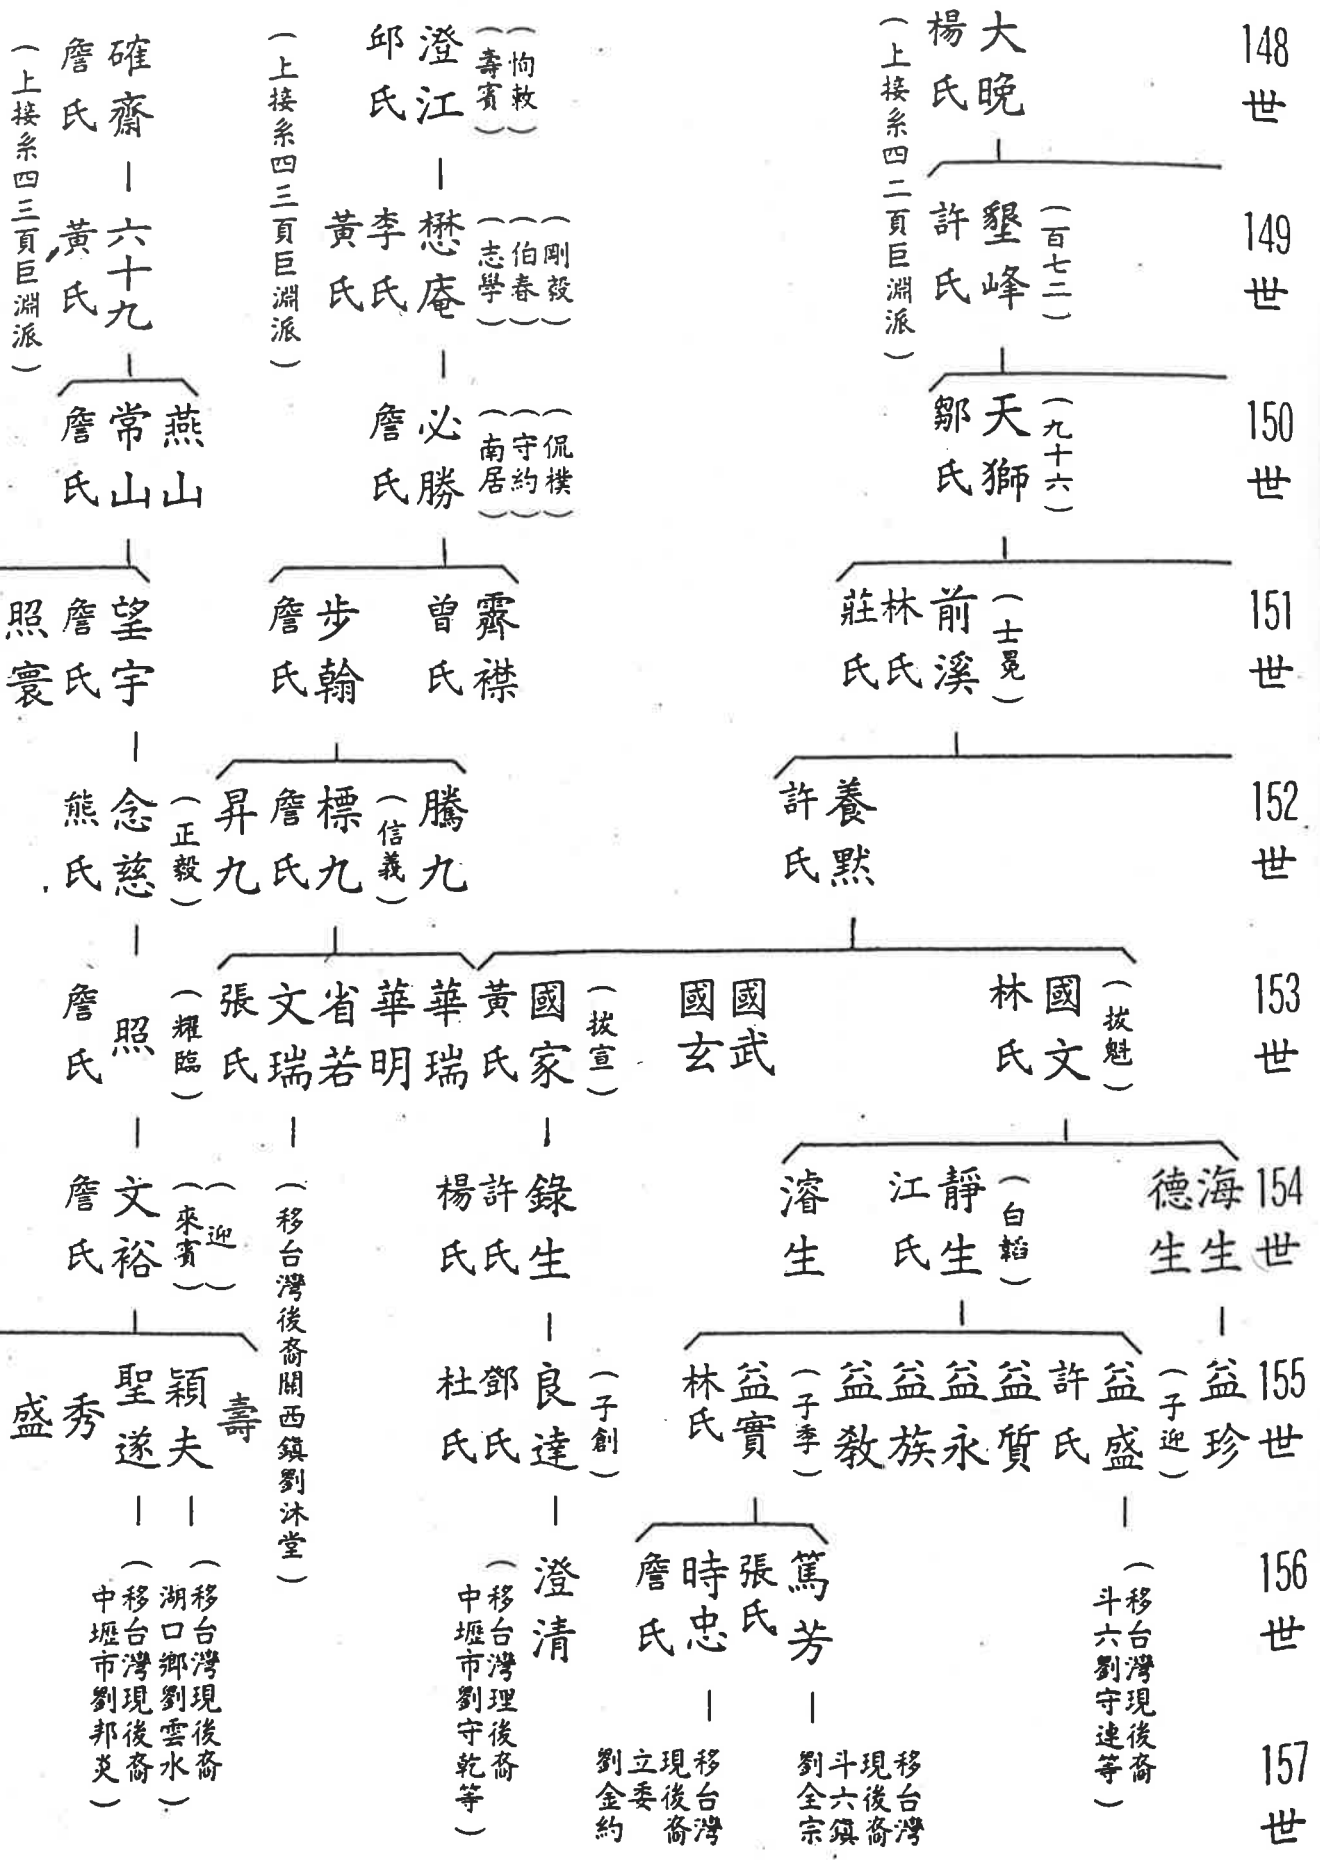 148世
大晚
楊氏
(上接系四二頁巨淵派)
(恂敕)
(壽賓)
澄江
邱氏
(上接系四三頁巨淵派)
確齋
詹氏
(上接系四三頁巨淵派)
149世
(百七二)
墾峰
許氏
(剛毅)
(伯春)
(志學)
懋庵
李氏
黃氏
六十九
黃氏
150世
(九十六)
天獅
鄒氏
(侃樸)
(守約)
(南居)
必勝
詹氏
燕山
常山
詹氏
151世
前溪
林氏
莊氏
霽襟
曾氏
步翰
詹氏
望宇
詹氏
照寰
152世
養默
許氏
騰九
(信義)
標九
詹氏
昇九
(正毅)
念慈
熊氏
153世
(拔魁)
國文
林氏
國武
國玄
(拔宣)
國家
黃氏
華瑞
華明
省若
文瑞
張氏
(耀臨)
照
詹氏
154世
海生
德生
(白韜)
靜生
江氏
濬生
錄生
許氏
楊氏
(移台灣後裔關西鎮劉沐堂)
(迎)
(來賓)
文裕
詹氏
155世
益珍
(子迎)
益盛
許氏
益質
益永
益族
益教
(子季)
益實
林氏
(子創)
良達
鄧氏
杜氏
壽
穎夫
聖遂
秀
盛
156世
(移台灣現後裔
斗六劉守連等)
篤芳
張氏
時忠
詹氏
澄清
(移台灣理後裔
中壢市劉守乾等)
(移台灣現後裔
湖口鄉劉雲水)
(移台灣現後裔
中壢市劉邦炎)
157世
移台灣
現後裔
斗六鎮
劉全宗
移台灣
現後裔
立委
劉金約